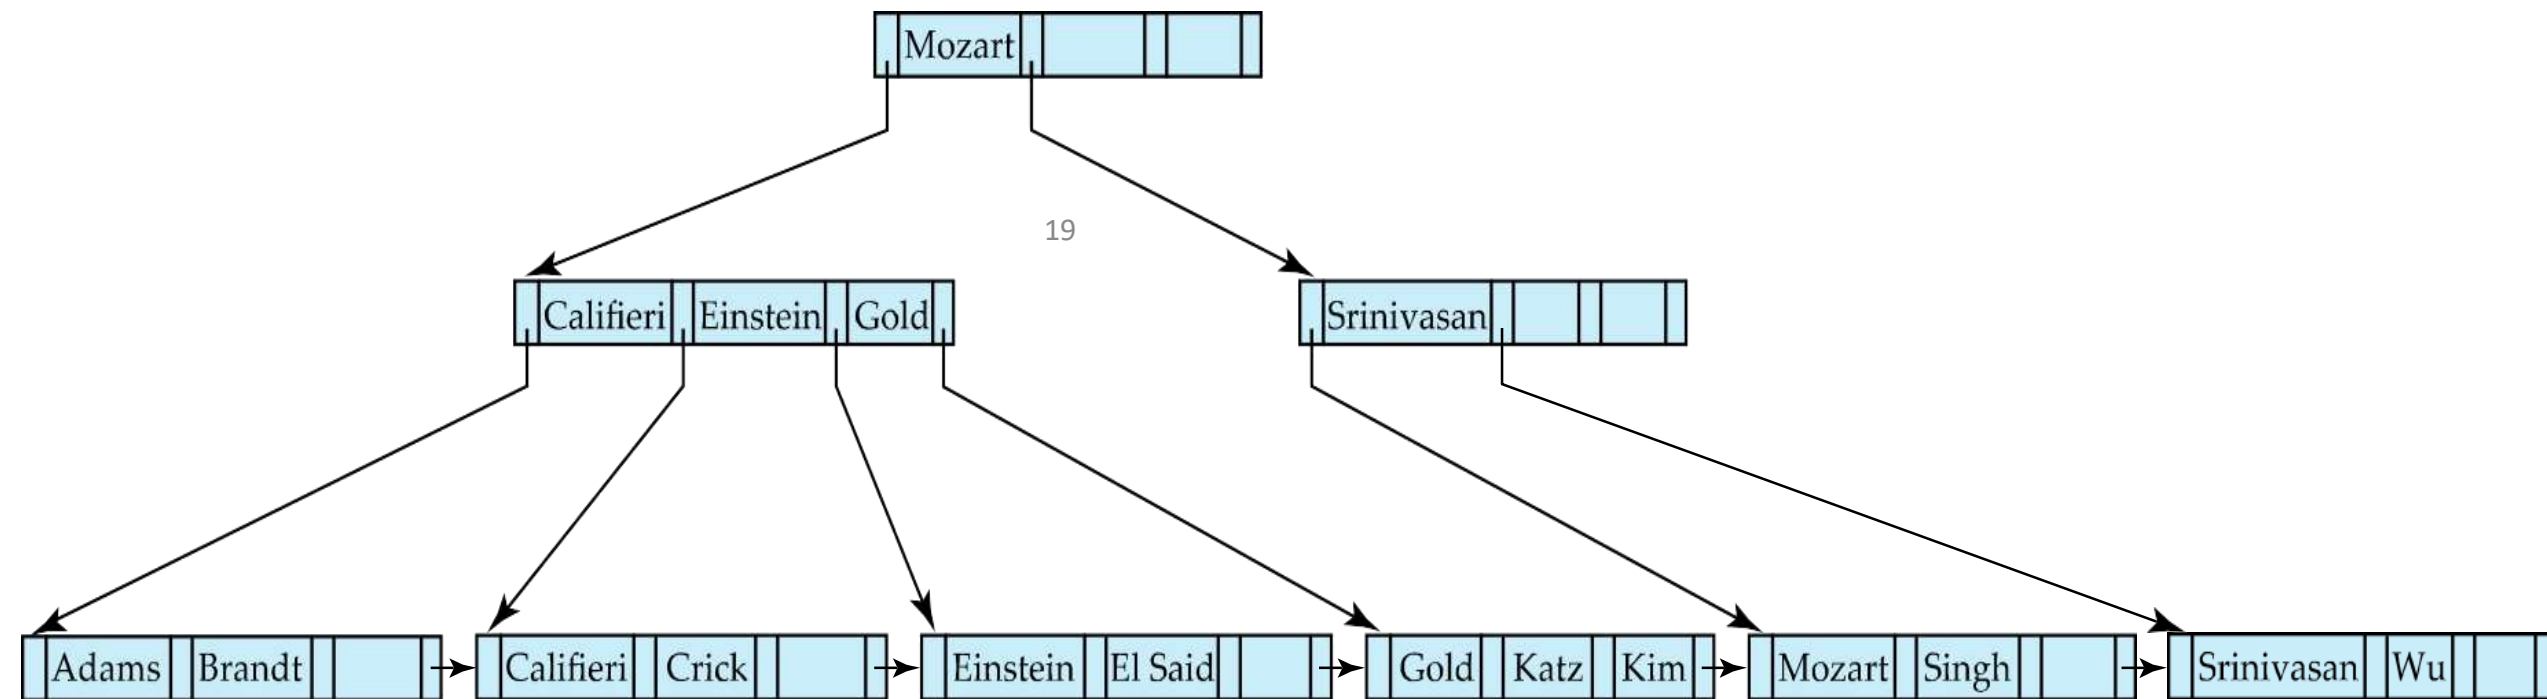 Mozart
19
Califieri Einstein Gold
Srinivasan
Adams Brandt
Califieri Crick
Einstein El Said
Gold Katz Kim
Mozart Singh
Srinivasan Wu